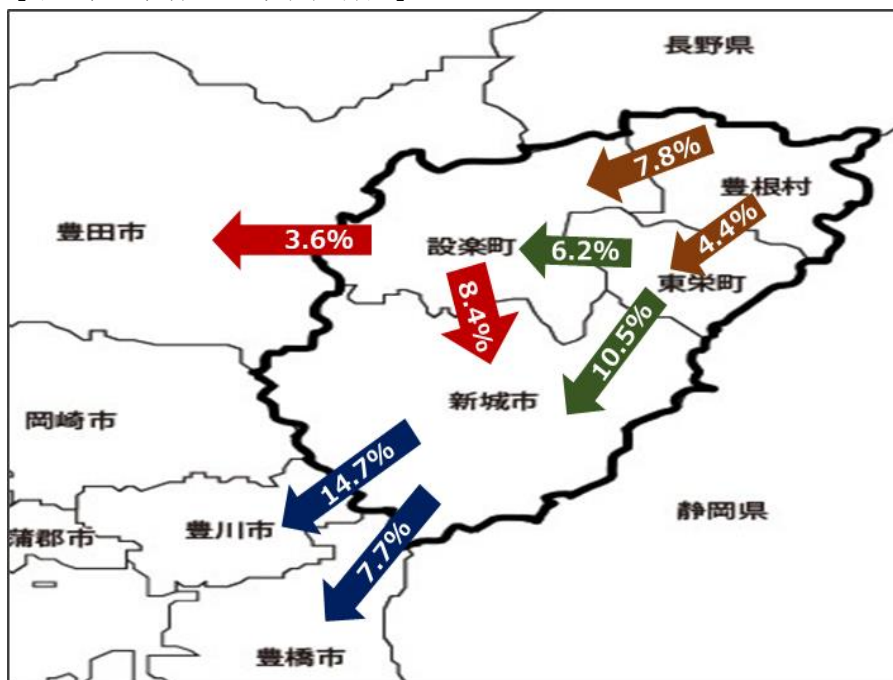 長野県
7.8%
豊根村
豊田市
3.6%
設楽町
6.2%
4.4%
東栄町
8.4%
10.5%
岡崎市
新城市
14.7%
豊川市
蒲郡市
7.7%
静岡県
豊橋市